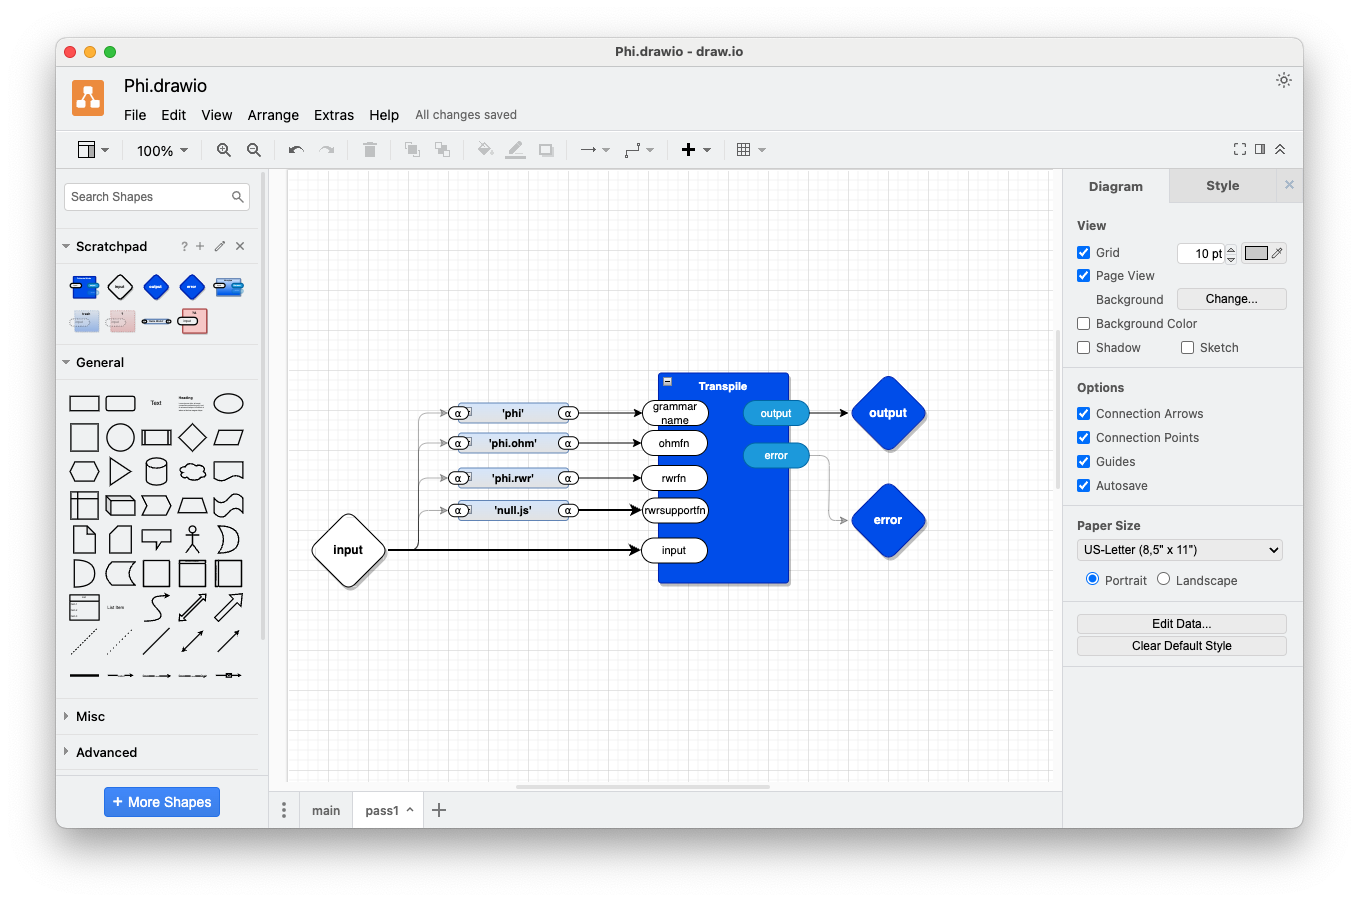 Phi.drawio - draw.io
Phi.drawio
File Edit View Arrange Extras Help All changes saved
100%
Search Shapes
Scratchpad ?
input output error
General
Text Heading
List Item
Misc
Advanced
+ More Shapes
Transpile
α 'phi' α
grammar
name
output
output
α 'phi.ohm' α
ohmfn
error
α 'phi.rwr' α
rwrfn
α 'null.js' α
rwrsupportfn
error
input
input
main pass1
Diagram Style
View
Grid 10 pt
Page View
Background Change...
Background Color
Shadow Sketch
Options
Connection Arrows
Connection Points
Guides
Autosave
Paper Size
US-Letter (8,5" x 11")
Portrait Landscape
Edit Data...
Clear Default Style